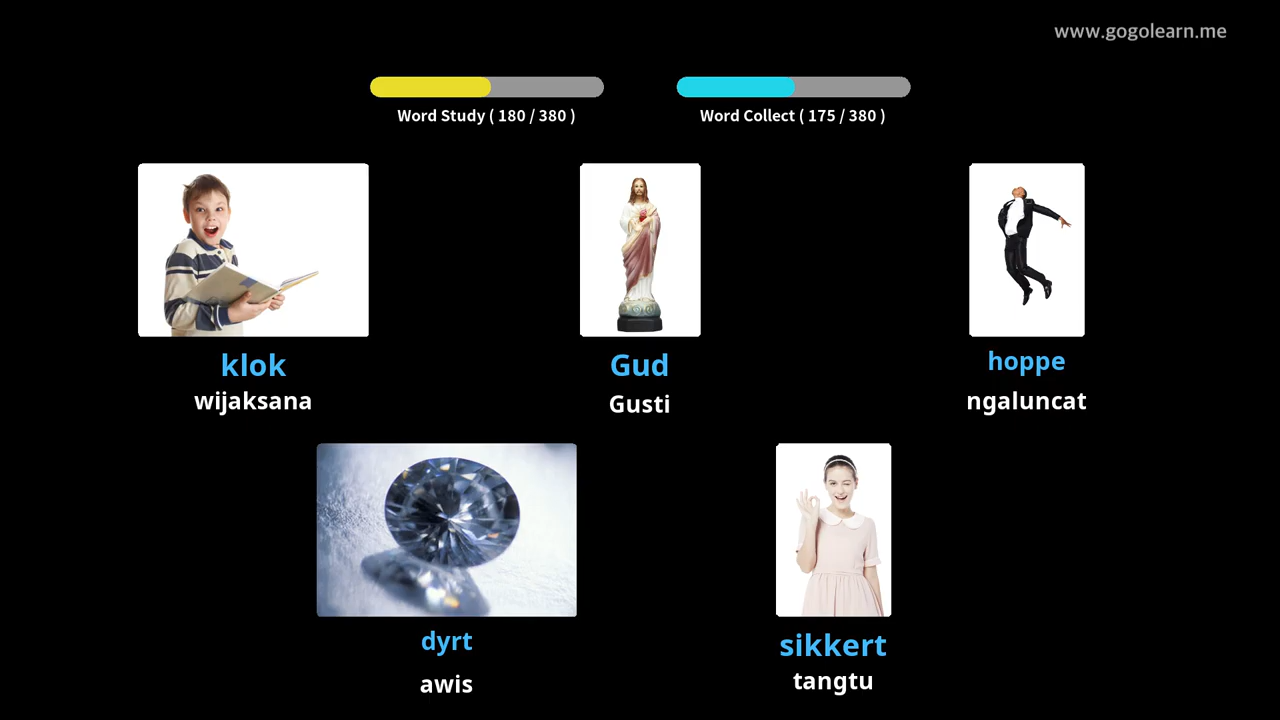 www.gogolearn.me
Word Study ( 180 / 380 )
Word Collect ( 175 / 380 )
klok
wijaksana
Gud
Gusti
hoppe
ngaluncat
dyrt
awis
sikkert
tangtu